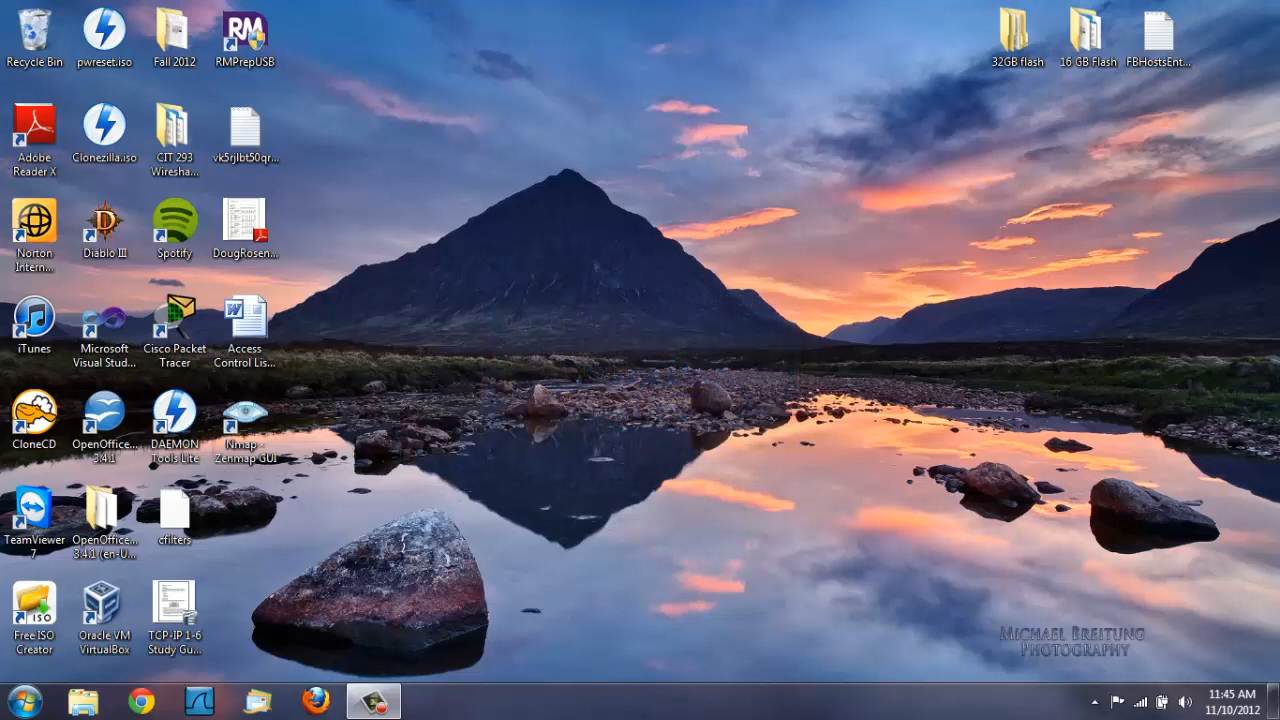 Recycle Bin
pwreset.iso
Fall 2012
RM
RMPrepUSB
32GB flash
16 GB Flash
FBHostsEnt...
Adobe
Reader X
Clonezilla.iso
CIT 293
Wiresha...
vk5rjlbt50qr...
Norton
Intern...
Diablo III
Spotify
DougRosen...
iTunes
Microsoft
Visual Stud...
Cisco Packet
Tracer
Access
Control Lis...
CloneCD
OpenOffice...
3.4.1
DAEMON
Tools Lite
Nmap -
Zenmap GUI
TeamViewer
7
OpenOffice...
3.4.1 (en-U...
cfilters
ISO
Free ISO
Creator
Oracle VM
VirtualBox
TCP-IP 1-6
Study Gu...
Michael Breitung
Photography
11:45 AM
11/10/2012